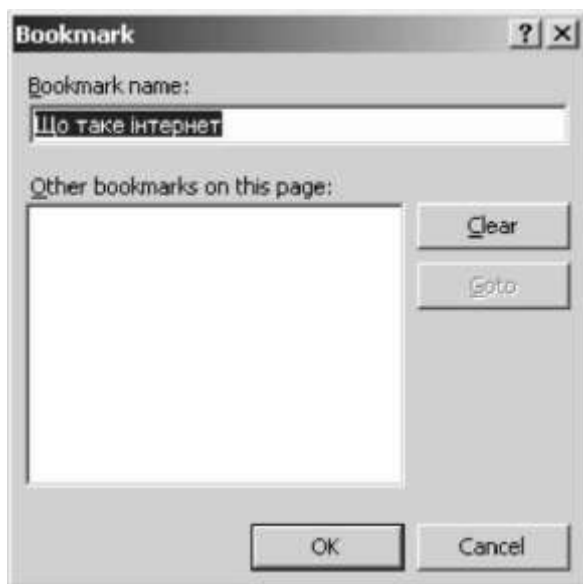 Bookmark
Bookmark name:
Що таке інтернет
Other bookmarks on this page:
Clear
Goto
OK
Cancel